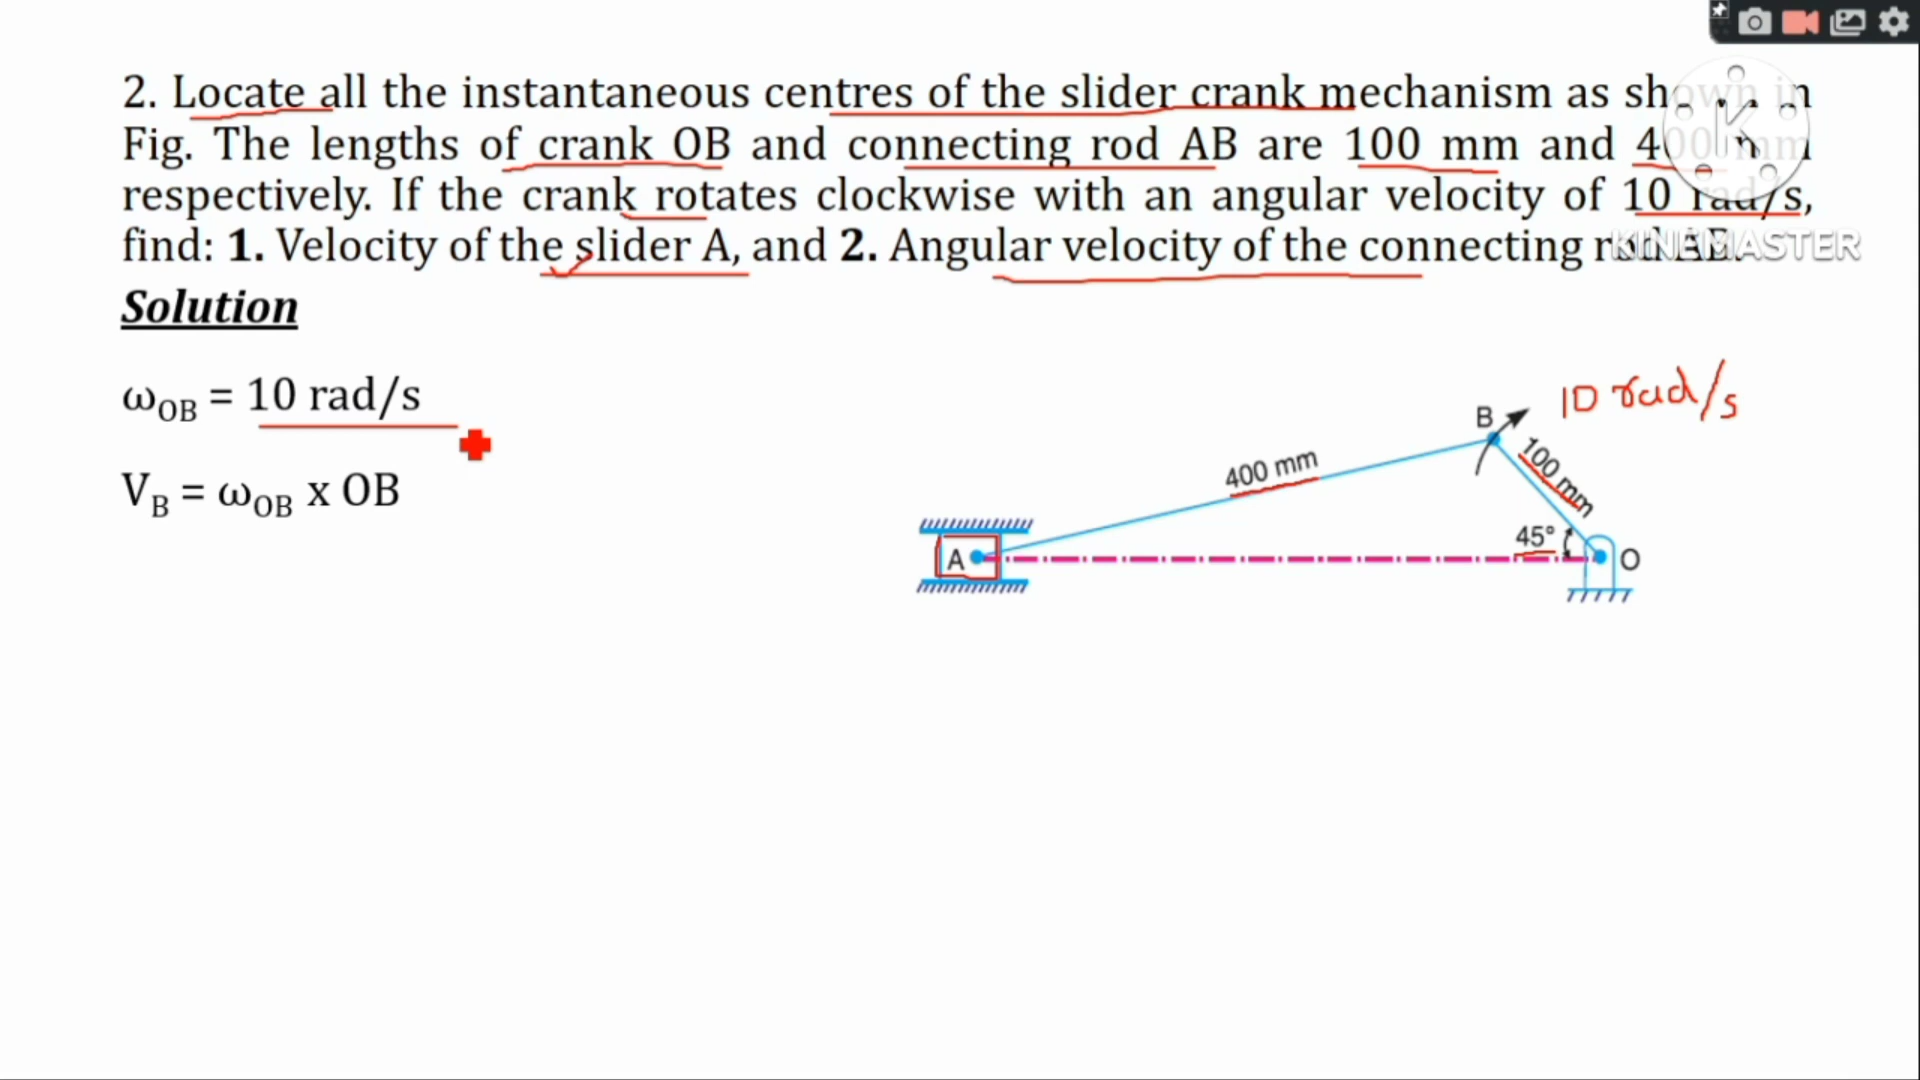 2. Locate all the instantaneous centres of the slider crank mechanism as shown in
Fig. The lengths of crank OB and connecting rod AB are 100 mm and 400 mm
respectively. If the crank rotates clockwise with an angular velocity of 10 rad/s,
find: 1. Velocity of the slider A, and 2. Angular velocity of the connecting rod AB.
K
KINEMASTER
Solution
ω_OB = 10 rad/s
V_B = ω_OB x OB
B
10 rad/s
400 mm
100 mm
45°
A
O